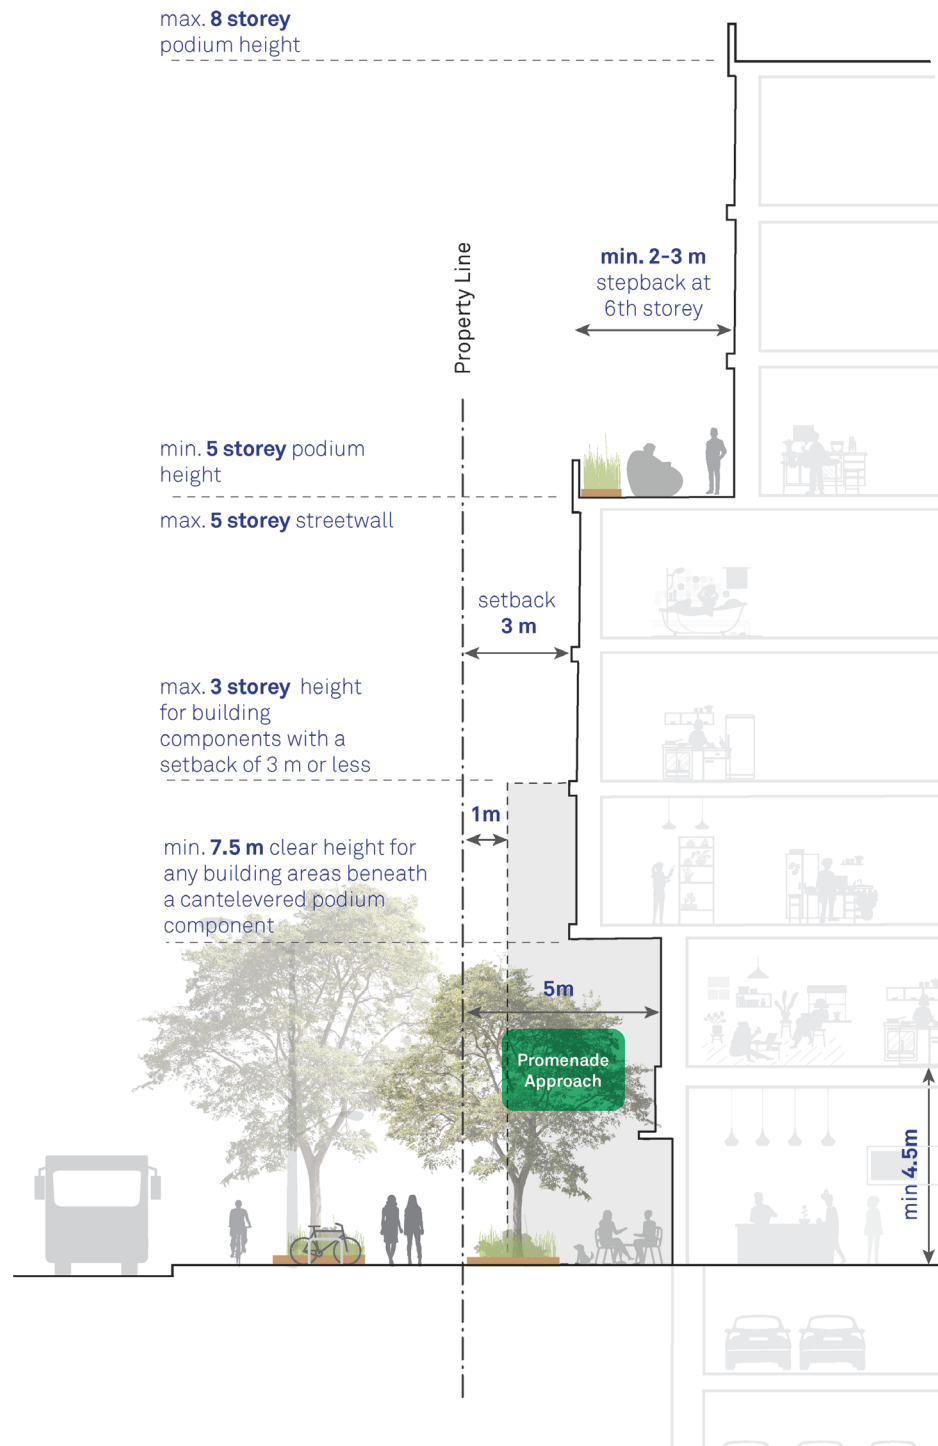 max. 8 storey
podium height
Property Line
min. 2-3 m
stepback at
6th storey
min. 5 storey podium
height
max. 5 storey streetwall
setback
3 m
max. 3 storey height
for building
components with a
setback of 3 m or less
1m
min. 7.5 m clear height for
any building areas beneath
a cantelevered podium
component
5m
Promenade
Approach
min 4.5m